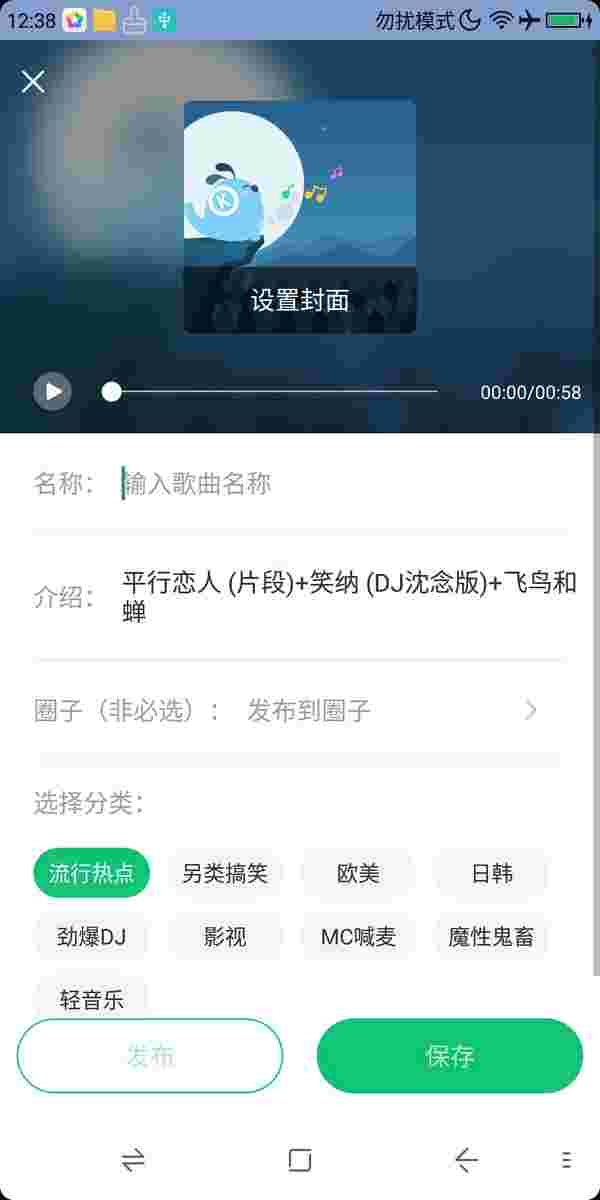 12:38
勿扰模式
K
设置封面
00:00/00:58
名称：
输入歌曲名称
介绍：
平行恋人 (片段)+笑纳 (DJ沈念版)+飞鸟和
蝉
圈子（非必选）： 发布到圈子
选择分类：
流行热点 另类搞笑 欧美 日韩
劲爆DJ 影视 MC喊麦 魔性鬼畜
轻音乐
发布 保存